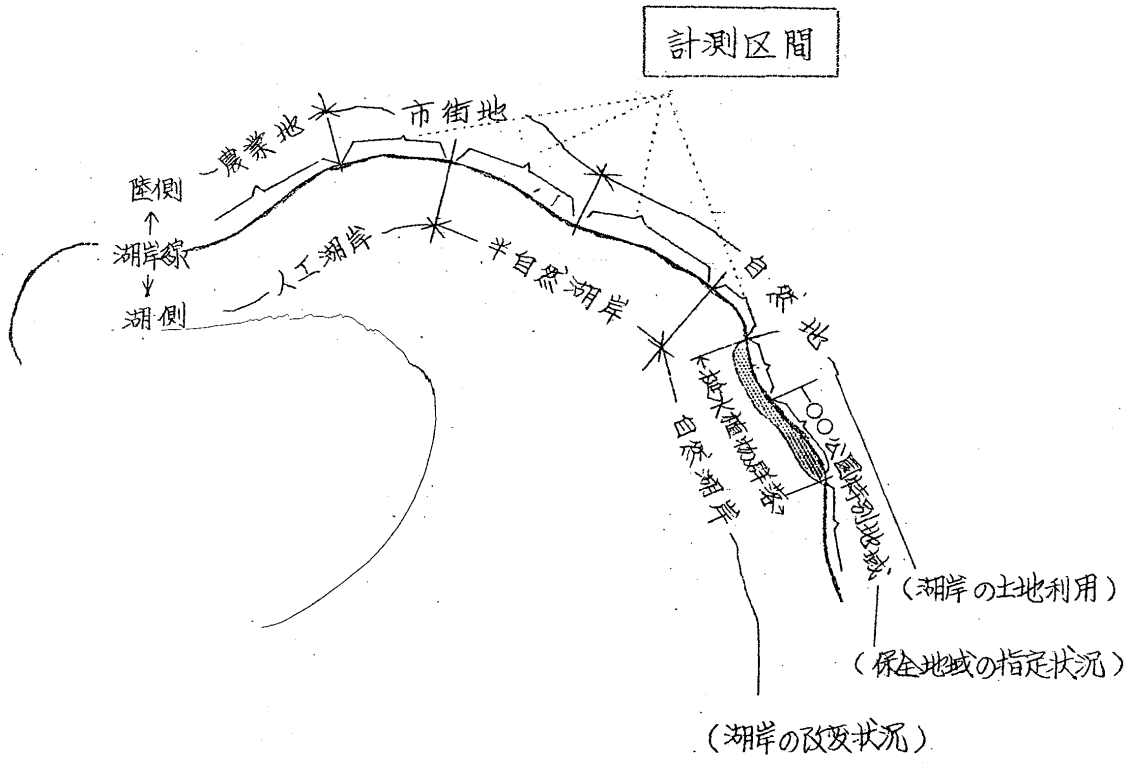 計測区間
市街地
農業地
陸側
湖岸線
湖側
人工湖岸
半自然湖岸
自然地
挺水植物群落
自然湖岸
○○公園特別地域
(湖岸の土地利用)
(保全地域の指定状況)
(湖岸の改変状況)